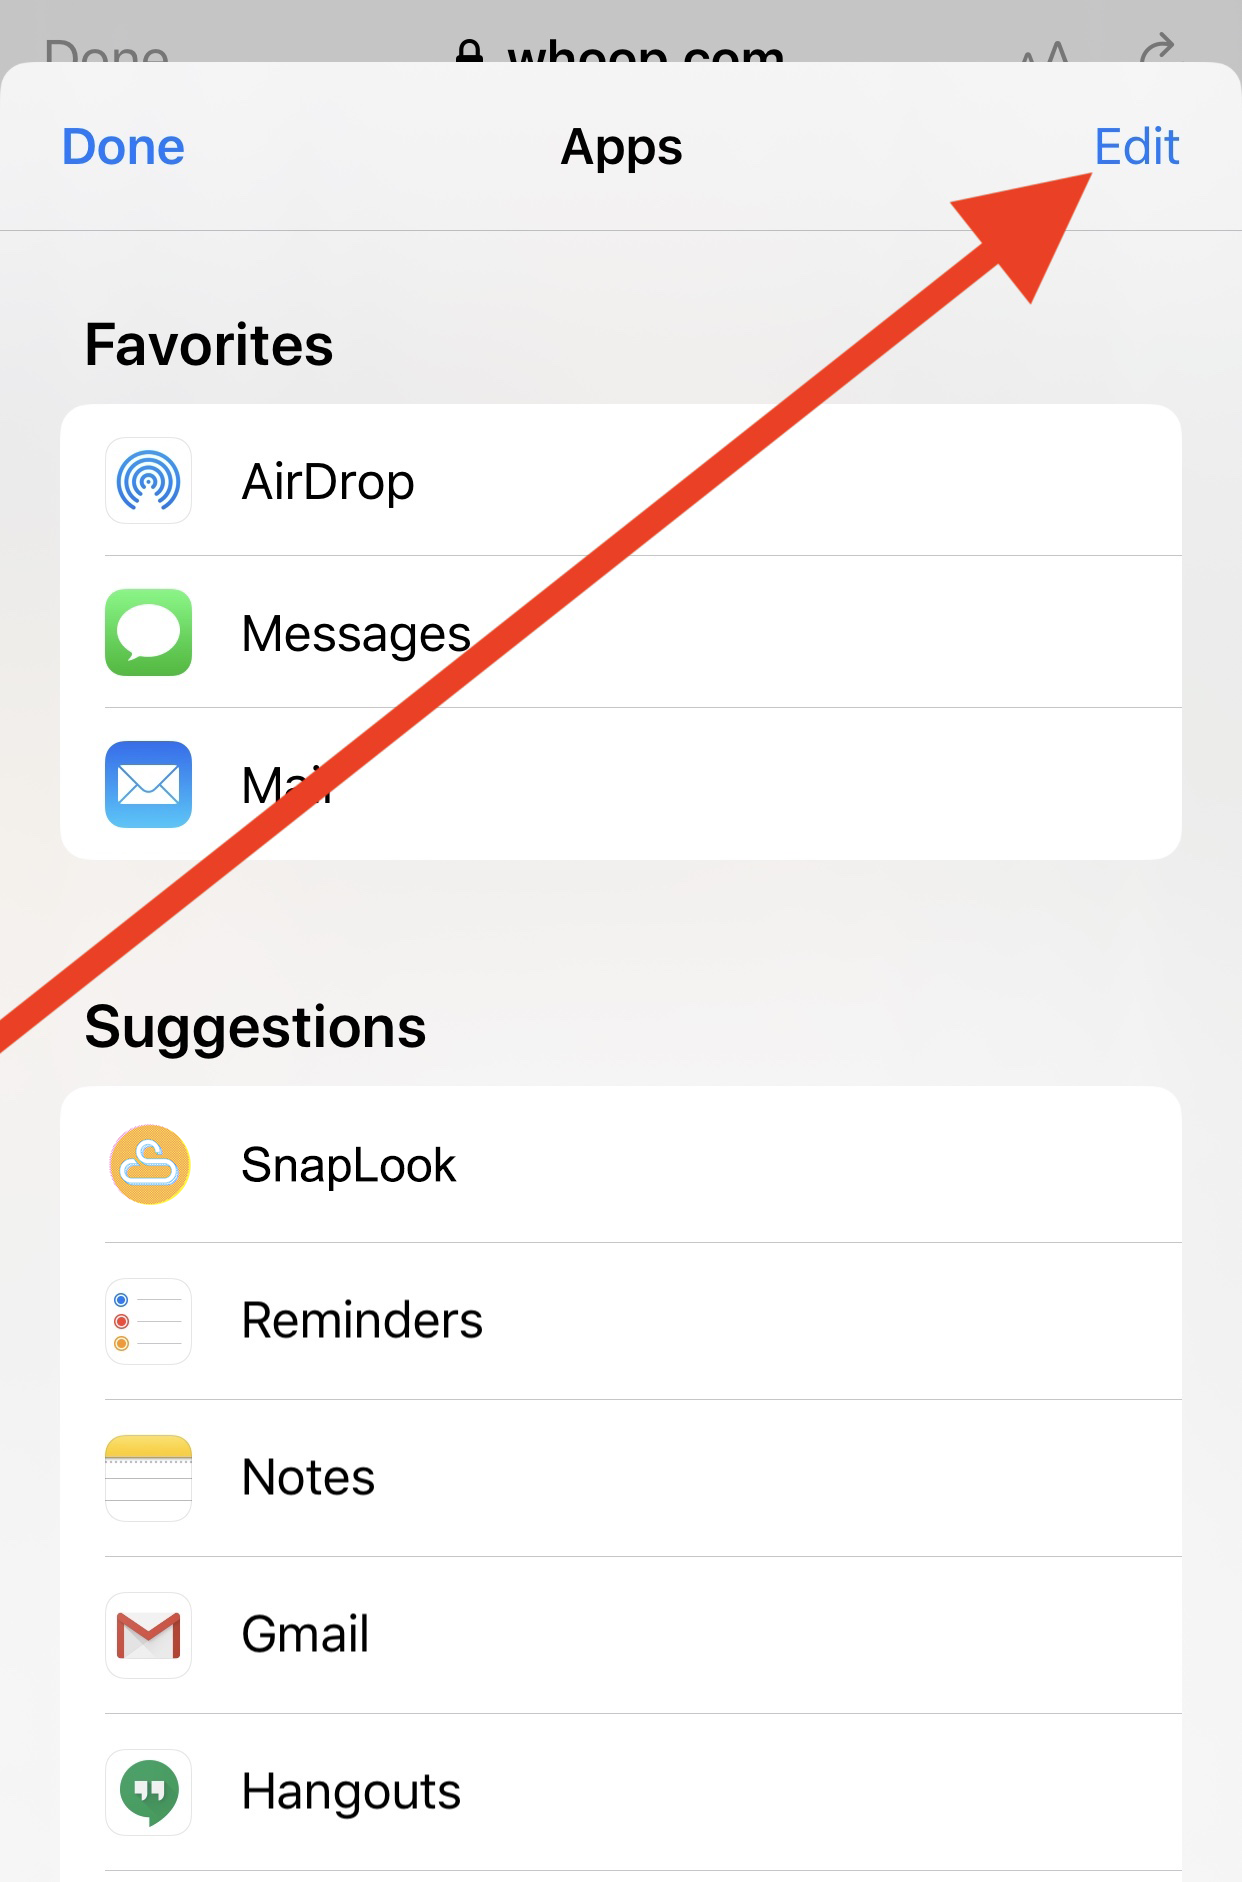 Done whoop.com AA
Done Apps Edit
Favorites
AirDrop
Messages
Mail
Suggestions
SnapLook
Reminders
Notes
Gmail
Hangouts